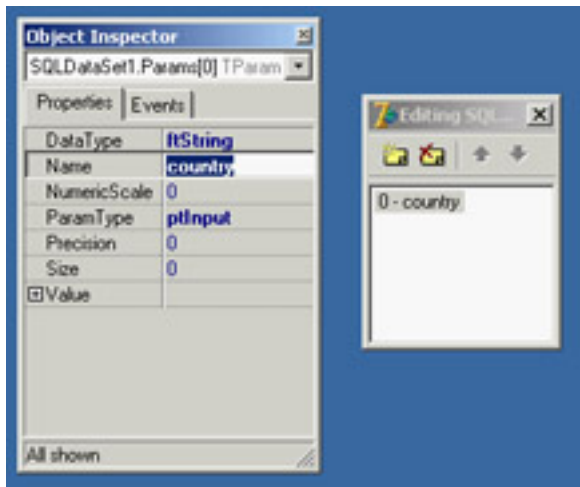 Object Inspector
SQLDataSet1.Params[0] TParam
Properties Events
DataType ftString
Name country
NumericScale 0
ParamType ptInput
Precision 0
Size 0
Value
All shown
Editing SQL...
0 - country